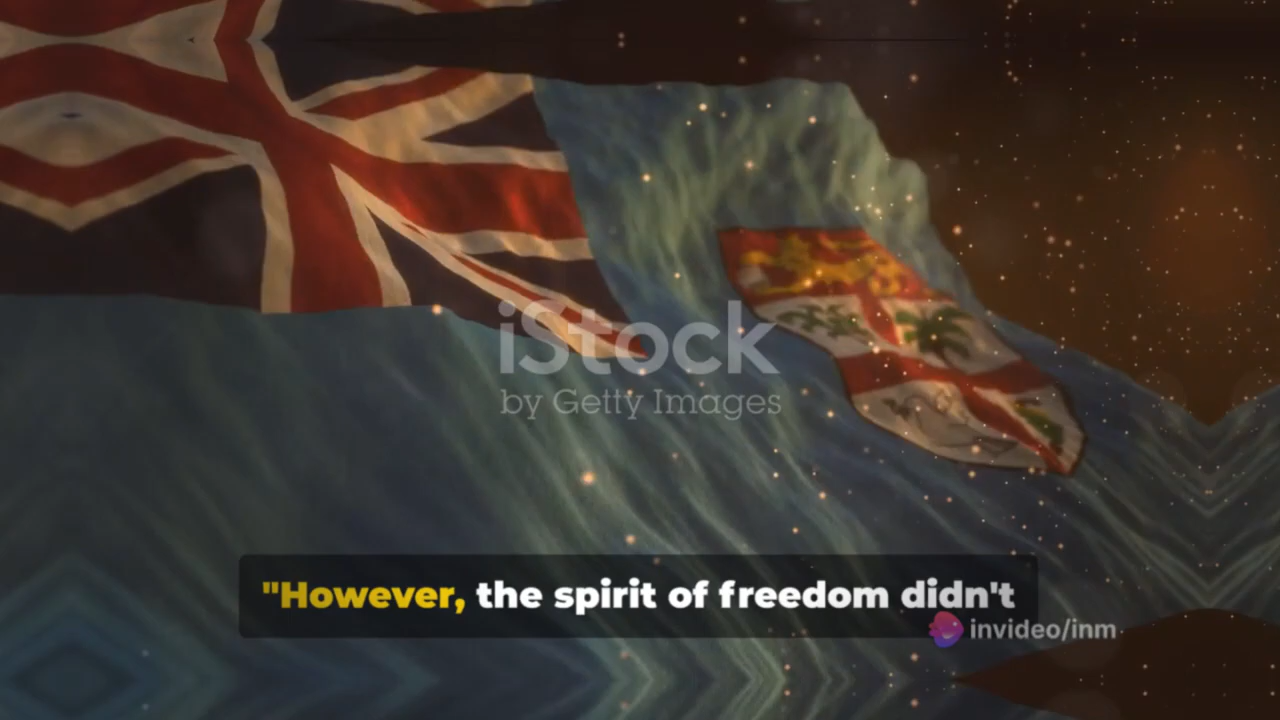 iStock
by Getty Images
"However, the spirit of freedom didn't
invideo/inm